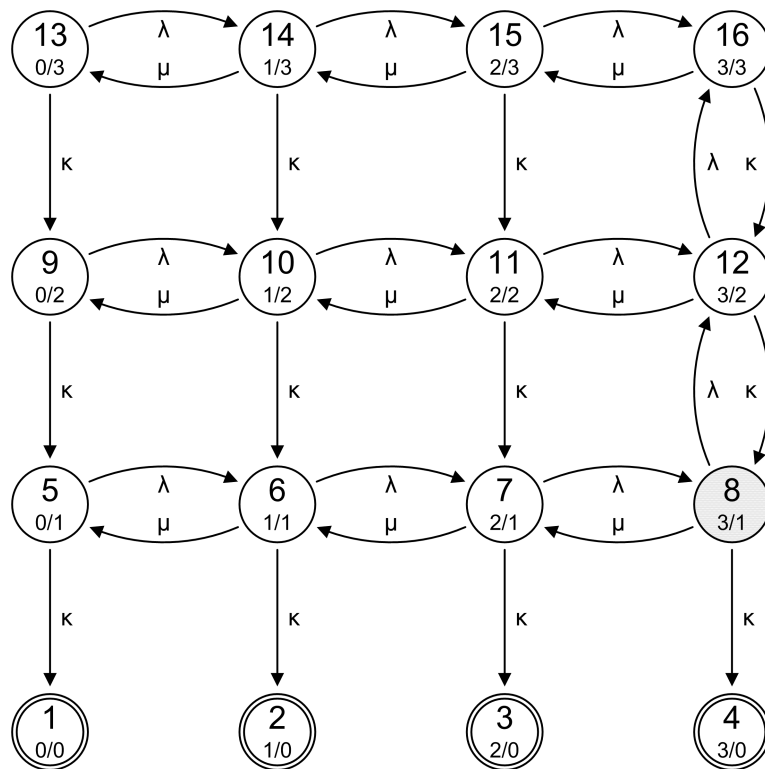 13 λ 14 λ 15 λ 16
0/3 μ 1/3 μ 2/3 μ 3/3
κ κ κ λ κ
9 λ 10 λ 11 λ 12
0/2 μ 1/2 μ 2/2 μ 3/2
κ κ κ λ κ
5 λ 6 λ 7 λ 8
0/1 μ 1/1 μ 2/1 μ 3/1
κ κ κ κ
1 2 3 4
0/0 1/0 2/0 3/0